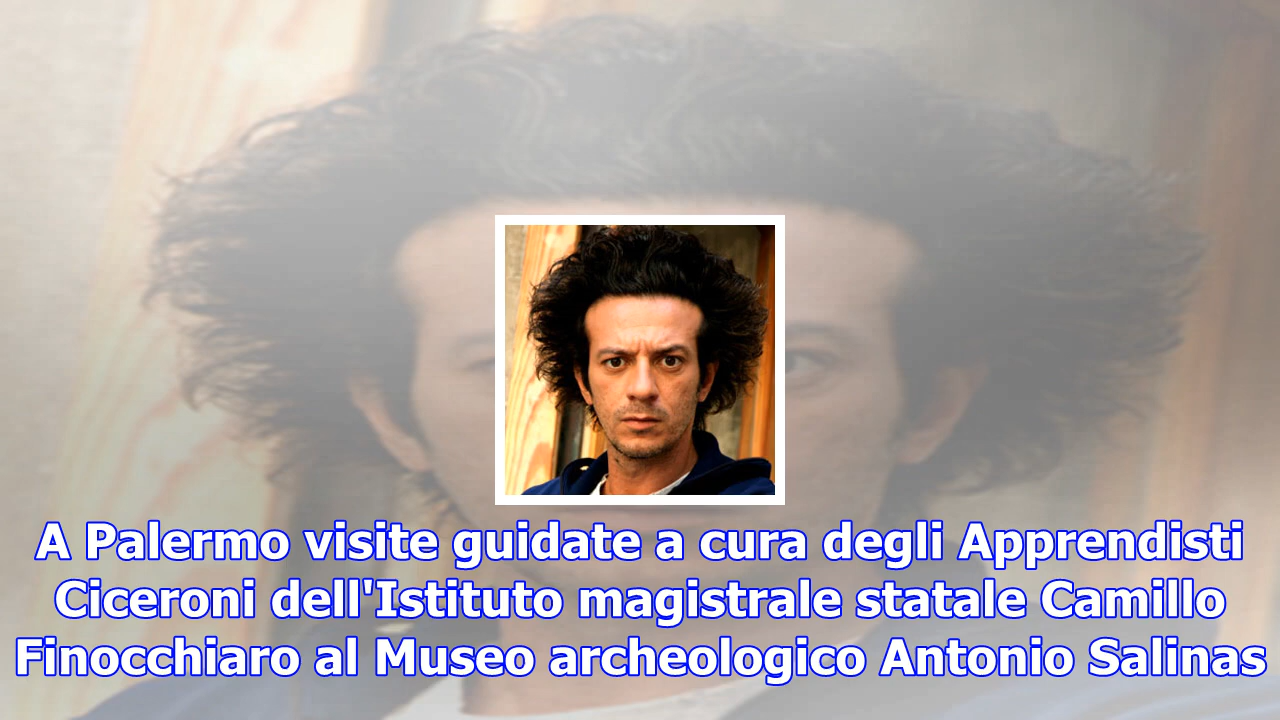 A Palermo visite guidate a cura degli Apprendisti
Ciceroni dell'Istituto magistrale statale Camillo
Finocchiaro al Museo archeologico Antonio Salinas